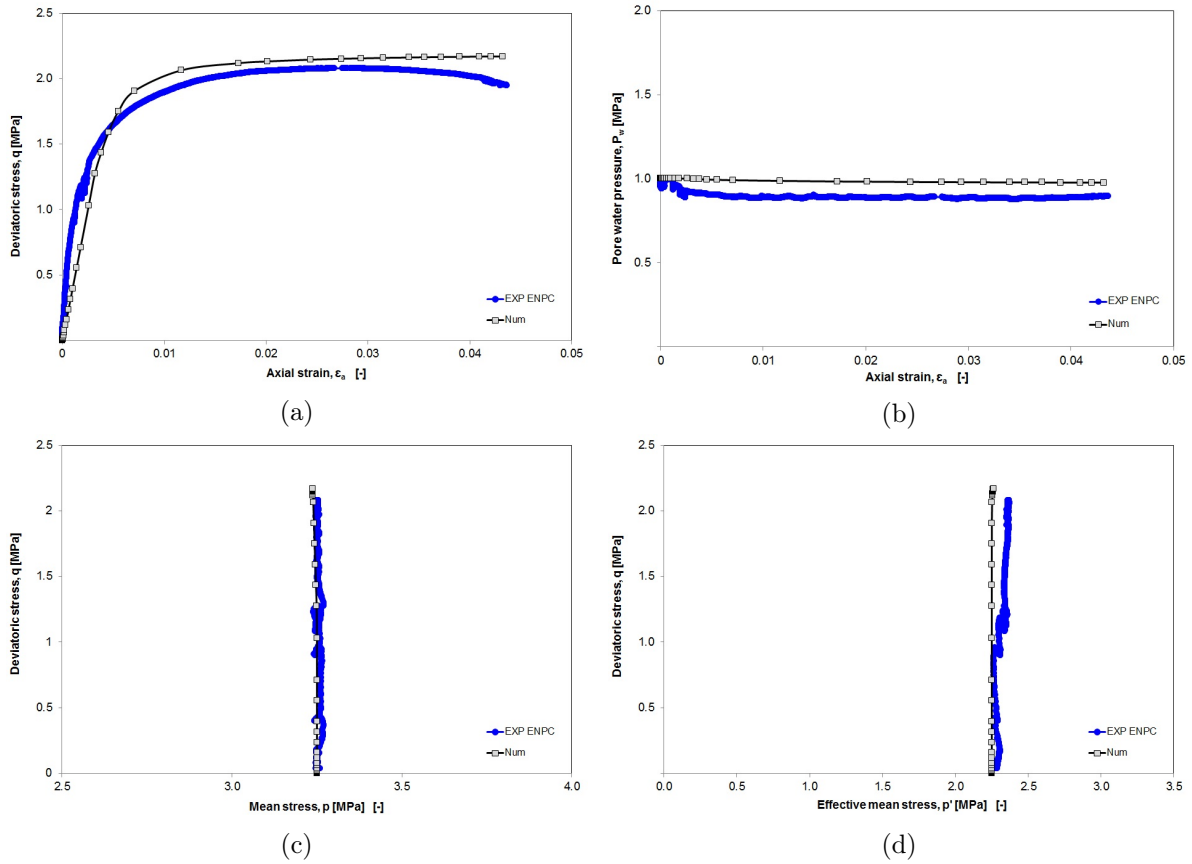 2.5
2.0
1.5
1.0
0.5
0
0.01
0.02
0.03
0.04
0.05
Deviatoric stress, q [MPa]
Axial strain, εa [-]
EXP ENPC
Num
(a)
2.0
1.5
1.0
0.5
0
0.01
0.02
0.03
0.04
0.05
Pore water pressure, Pw [MPa]
Axial strain, εa [-]
EXP ENPC
Num
(b)
2.5
2.0
1.5
1.0
0.5
0
2.5
3.0
3.5
4.0
Deviatoric stress, q [MPa]
Mean stress, p [MPa] [-]
EXP ENPC
Num
(c)
2.5
2.0
1.5
1.0
0.5
0
0.0
0.5
1.0
1.5
2.0
2.5
3.0
3.5
Deviatoric stress, q [MPa]
Effective mean stress, p' [MPa] [-]
EXP ENPC
Num
(d)